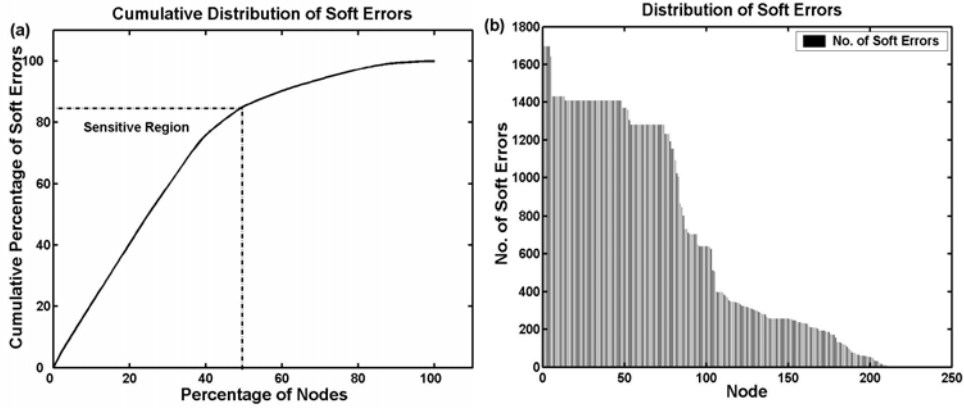 (a)
Cumulative Distribution of Soft Errors
Cumulative Percentage of Soft Errors
100
80
60
40
20
0
Sensitive Region
0 20 40 60 80 100
Percentage of Nodes
(b)
Distribution of Soft Errors
No. of Soft Errors
No. of Soft Errors
1800
1600
1400
1200
1000
800
600
400
200
0
0 50 100 150 200 250
Node